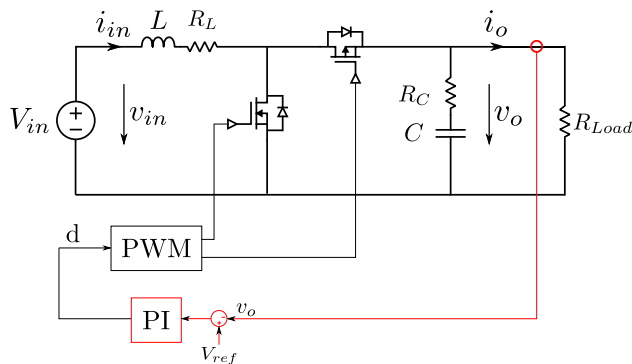 i_in
L
R_L
i_o
V_in
+
−
v_in
R_C
C
v_o
R_Load
d
PWM
PI
+
-
v_o
V_ref